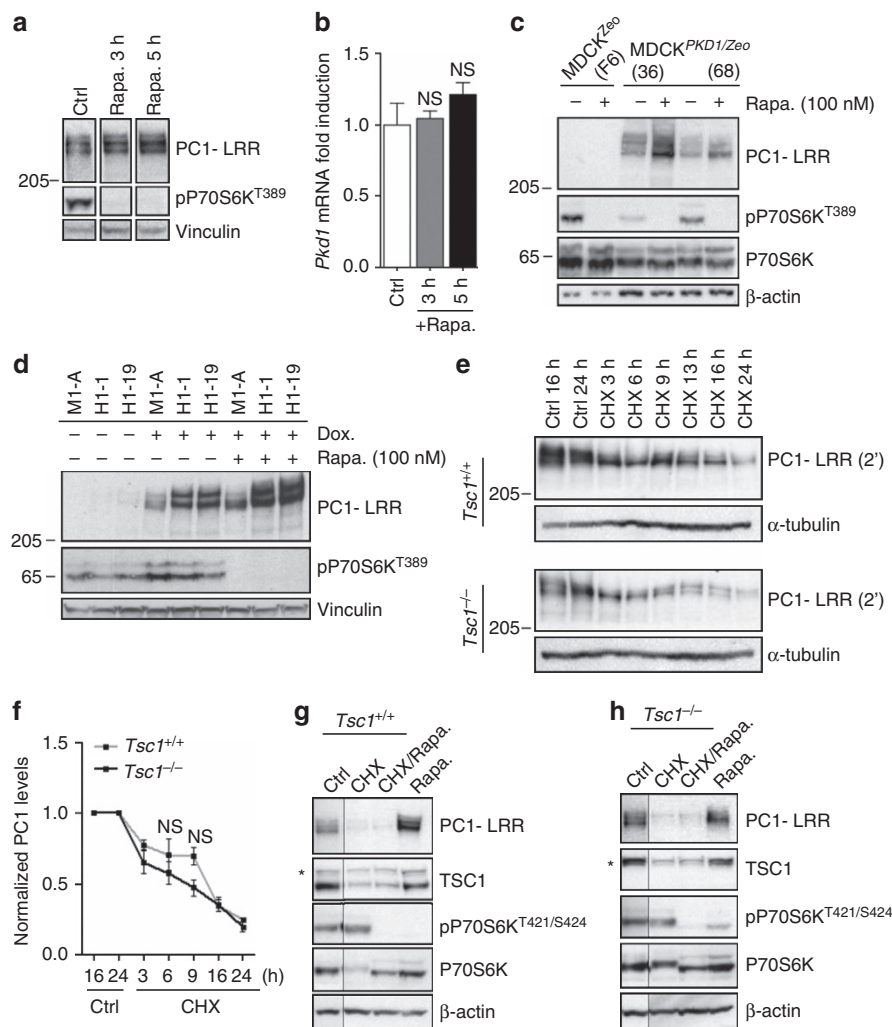 a
Ctrl
Rapa. 3 h
Rapa. 5 h
PC1- LRR
205
pP70S6K^T389
Vinculin
b
Pkd1 mRNA fold induction
1.5
1.0
0.5
0.0
NS
NS
Ctrl
3 h
5 h
+Rapa.
c
MDCK^Zeo
(F6)
MDCK^PKD1/Zeo
(36)
(68)
– + – + – + Rapa. (100 nM)
PC1- LRR
205
pP70S6K^T389
65
P70S6K
β-actin
d
M1-A H1-1 H1-19 M1-A H1-1 H1-19 M1-A H1-1 H1-19
– – – + + + + + + Dox.
– – – – – – + + + Rapa. (100 nM)
PC1- LRR
205
65
pP70S6K^T389
Vinculin
e
Ctrl 16 h
Ctrl 24 h
CHX 3 h
CHX 6 h
CHX 9 h
CHX 13 h
CHX 16 h
CHX 24 h
Tsc1^+/+
PC1- LRR (2')
205
α-tubulin
Tsc1^–/–
PC1- LRR (2')
205
α-tubulin
f
Normalized PC1 levels
1.5
1.0
0.5
0.0
Tsc1^+/+
Tsc1^–/–
NS
NS
16 24 3 6 9 16 24 (h)
Ctrl CHX
g
Tsc1^+/+
Ctrl
CHX
CHX/Rapa.
Rapa.
PC1- LRR
*
TSC1
pP70S6K^T421/S424
P70S6K
β-actin
h
Tsc1^–/–
Ctrl
CHX
CHX/Rapa.
Rapa.
PC1- LRR
*
TSC1
pP70S6K^T421/S424
P70S6K
β-actin